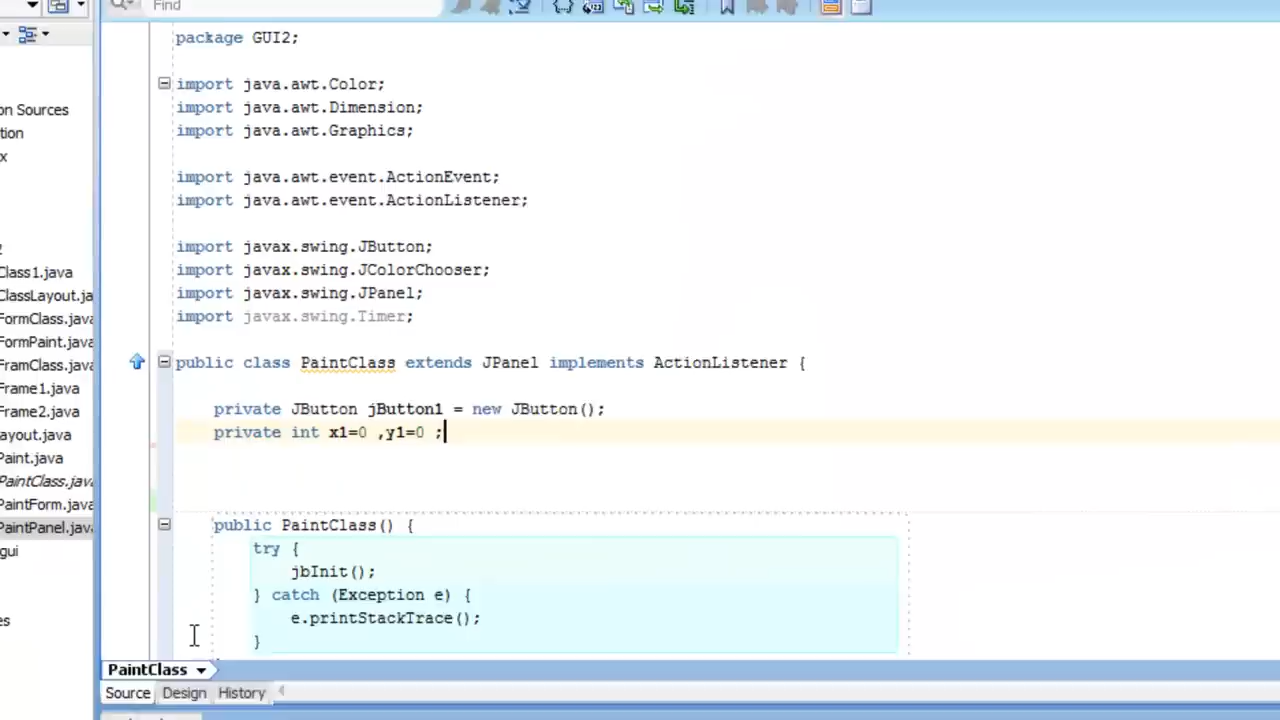 Find
package GUI2;
import java.awt.Color;
import java.awt.Dimension;
import java.awt.Graphics;
import java.awt.event.ActionEvent;
import java.awt.event.ActionListener;
import javax.swing.JButton;
import javax.swing.JColorChooser;
import javax.swing.JPanel;
import javax.swing.Timer;
public class PaintClass extends JPanel implements ActionListener {
private JButton jButton1 = new JButton();
private int x1=0 ,y1=0 ;
public PaintClass() {
try {
jbInit();
} catch (Exception e) {
e.printStackTrace();
}
on Sources
tion
x
Class1.java
ClassLayout.ja
FormClass.java
FormPaint.java
FramClass.java
Frame1.java
Frame2.java
ayout.java
Paint.java
PaintClass.java
PaintForm.java
PaintPanel.java
gui
s
PaintClass
Source Design History